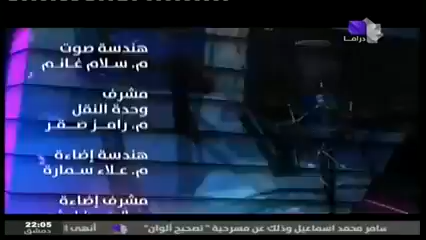 دراما
هندسة صوت
م. سلام غانم
مشرف
وحدة النقل
م. رامز صقر
هندسة إضاءة
م. علاء سمارة
مشرف إضاءة
22:05
دمشق
سامر محمد اسماعيل وذلك عن مسرحية "تصحيح ألوان"
أنهى ا